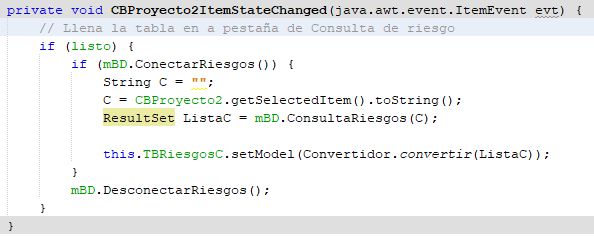 private void CBProyecto2ItemStateChanged(java.awt.event.ItemEvent evt) {
// Llena la tabla en a pestaña de Consulta de riesgo
if (listo) {
if (mBD.ConectarRiesgos()) {
String C = "";
C = CBProyecto2.getSelectedItem().toString();
ResultSet ListaC = mBD.ConsultaRiesgos(C);
this.TBRiesgosC.setModel(Convertidor.convertir(ListaC));
}
mBD.DesconectarRiesgos();
}
}